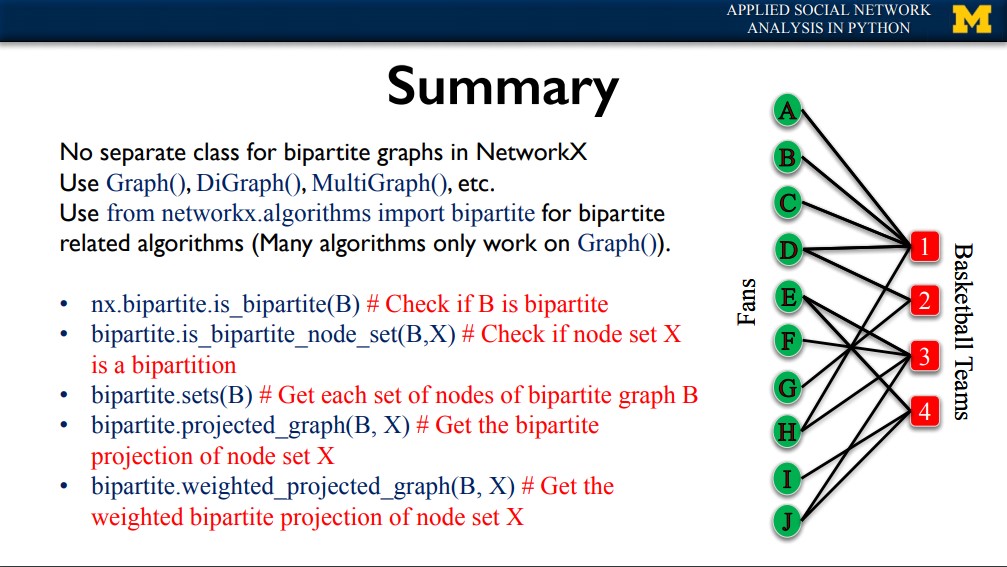 APPLIED SOCIAL NETWORK
ANALYSIS IN PYTHON
M
Summary
No separate class for bipartite graphs in NetworkX
Use Graph(), DiGraph(), MultiGraph(), etc.
Use from networkx.algorithms import bipartite for bipartite
related algorithms (Many algorithms only work on Graph()).
• nx.bipartite.is_bipartite(B) # Check if B is bipartite
• bipartite.is_bipartite_node_set(B,X) # Check if node set X
is a bipartition
• bipartite.sets(B) # Get each set of nodes of bipartite graph B
• bipartite.projected_graph(B, X) # Get the bipartite
projection of node set X
• bipartite.weighted_projected_graph(B, X) # Get the
weighted bipartite projection of node set X
Fans
A
B
C
D
E
F
G
H
I
J
1
2
3
4
Basketball Teams